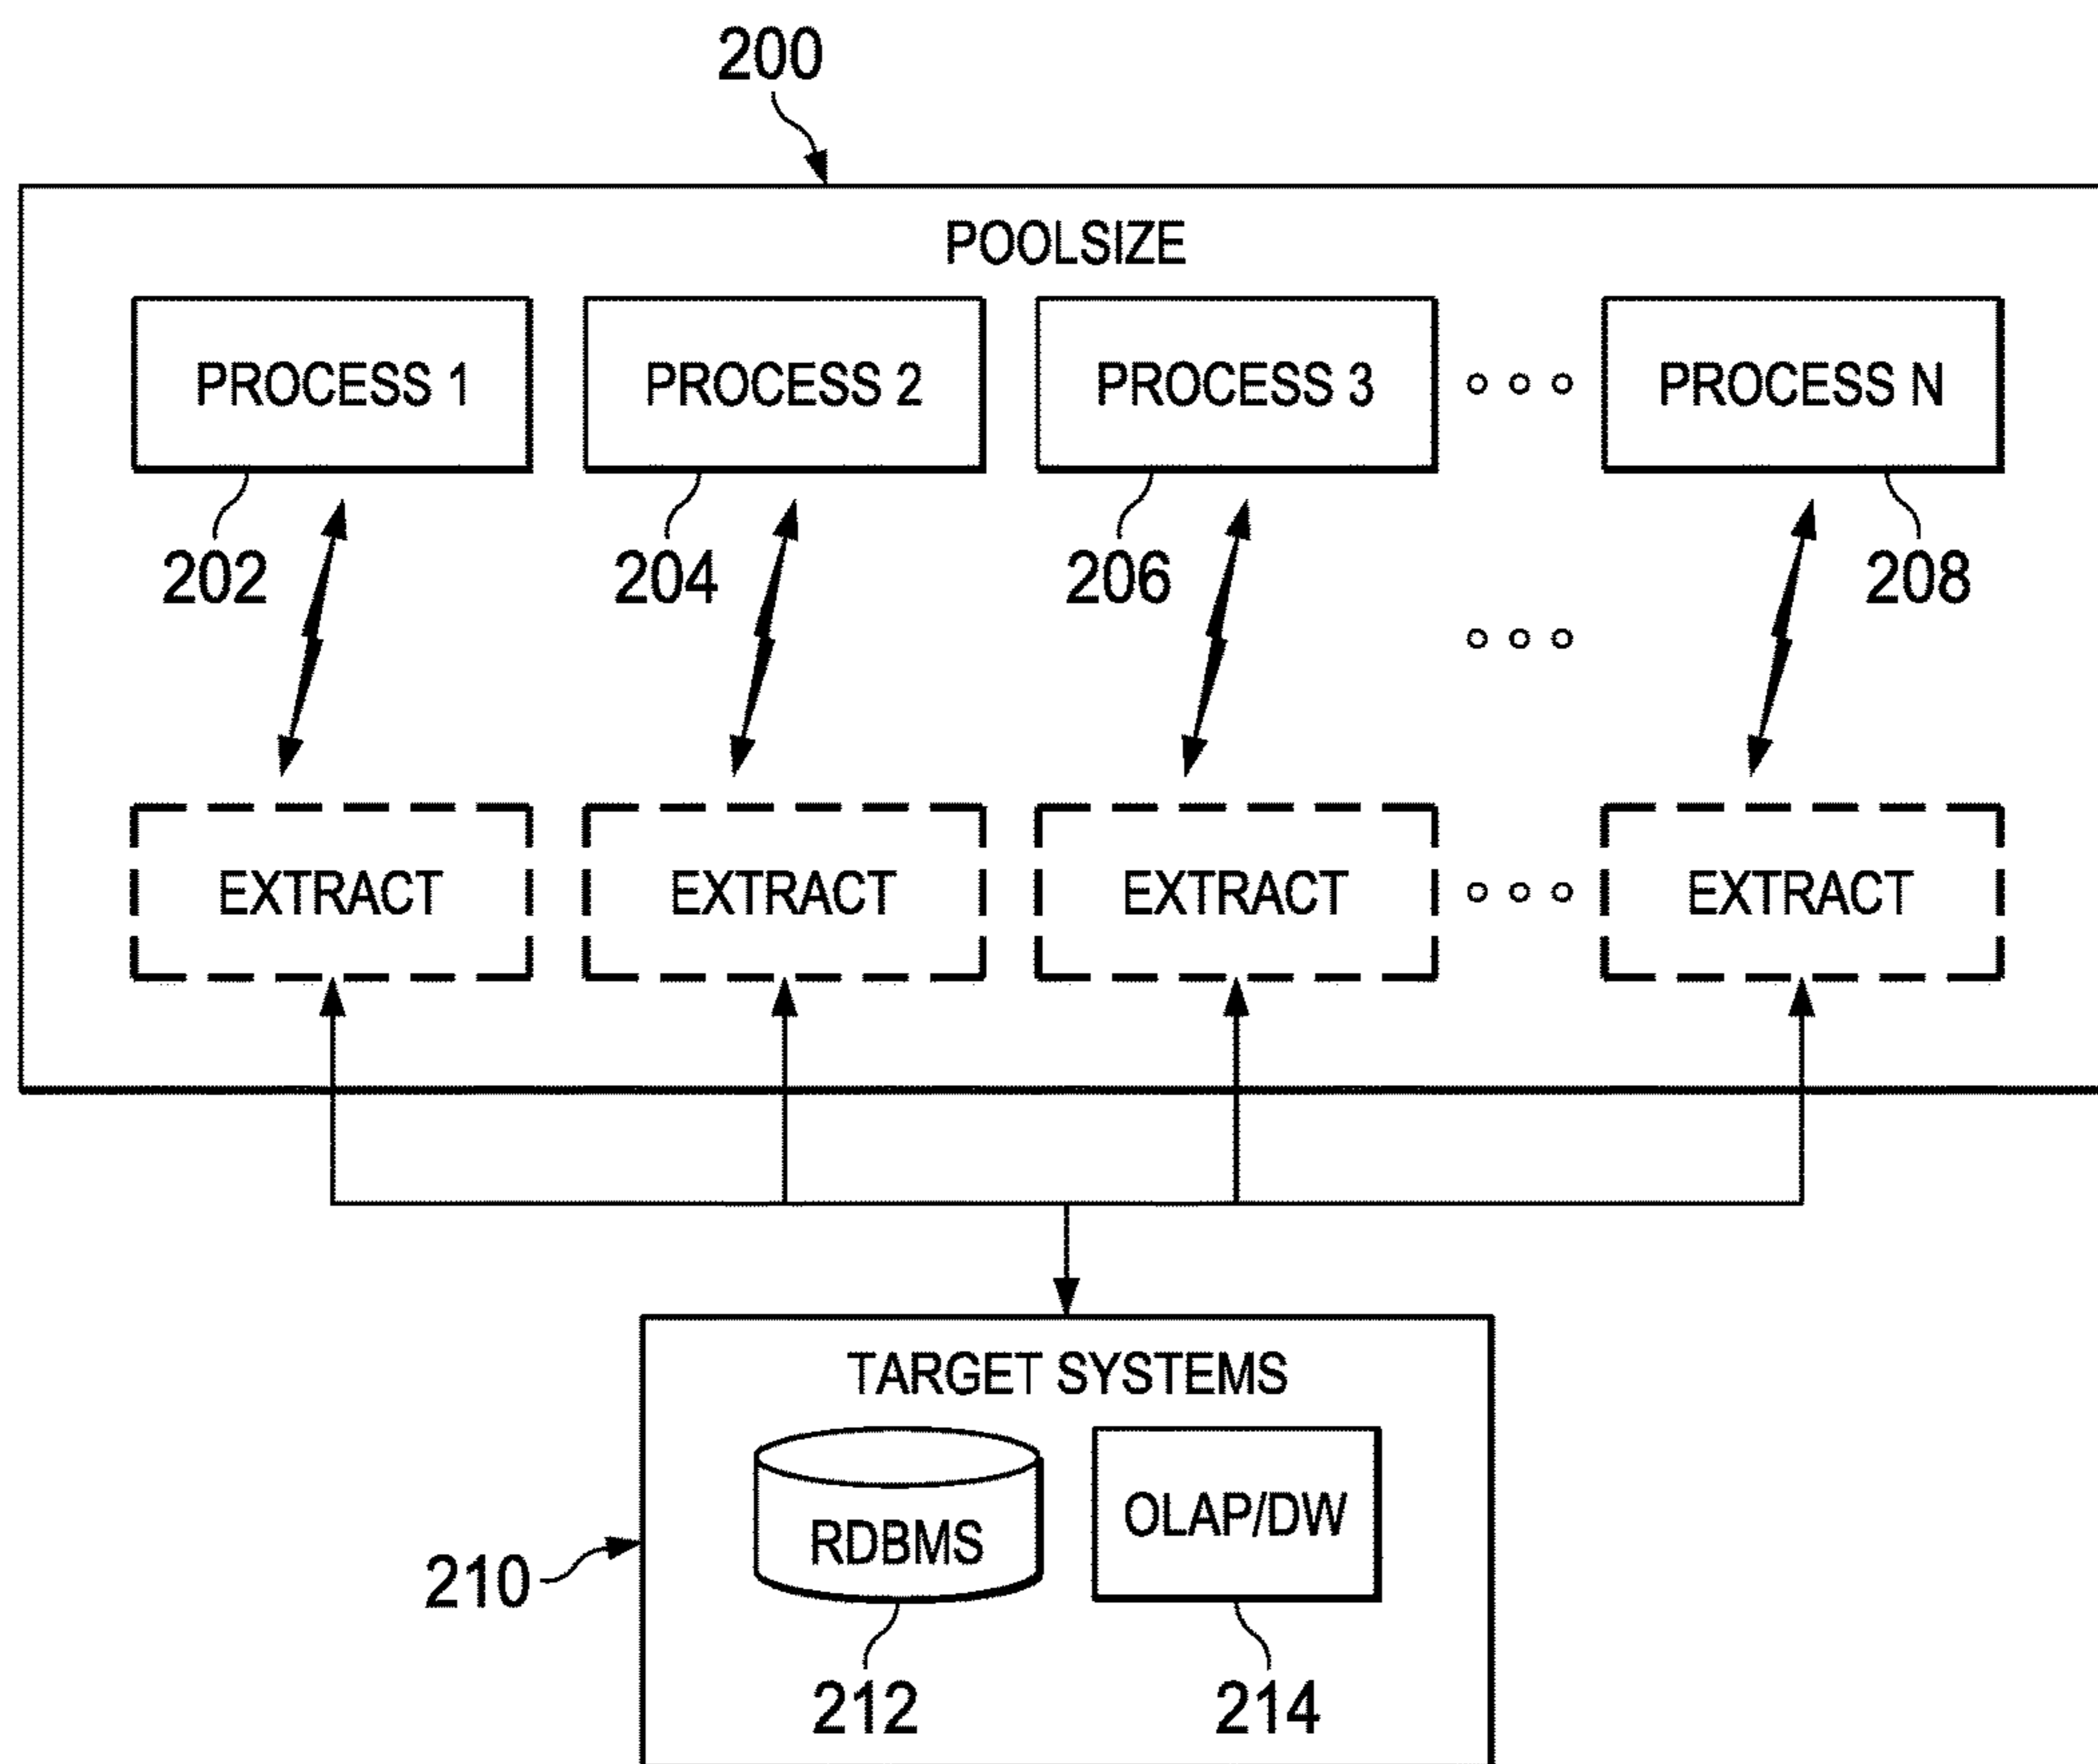 200
POOLSIZE
PROCESS 1
PROCESS 2
PROCESS 3
PROCESS N
202
204
206
208
EXTRACT
EXTRACT
EXTRACT
EXTRACT
TARGET SYSTEMS
RDBMS
OLAP/DW
210
212
214